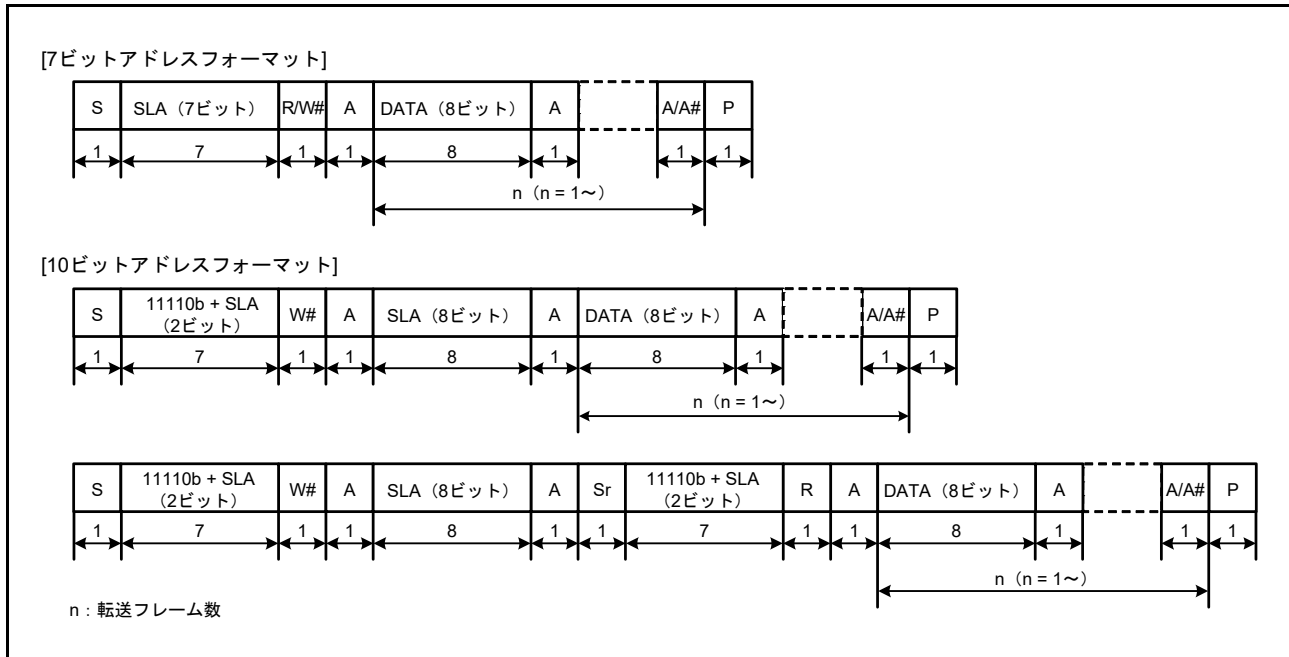 [7ビットアドレスフォーマット]
S SLA（7ビット） R/W# A DATA（8ビット） A A/A# P
1 7 1 1 8 1 1 1
n（n = 1～）
[10ビットアドレスフォーマット]
S 11110b + SLA（2ビット） W# A SLA（8ビット） A DATA（8ビット） A A/A# P
1 7 1 1 8 1 8 1 1 1
n（n = 1～）
S 11110b + SLA（2ビット） W# A SLA（8ビット） A Sr 11110b + SLA（2ビット） R A DATA（8ビット） A A/A# P
1 7 1 1 8 1 1 7 1 1 8 1 1 1
n（n = 1～）
n：転送フレーム数